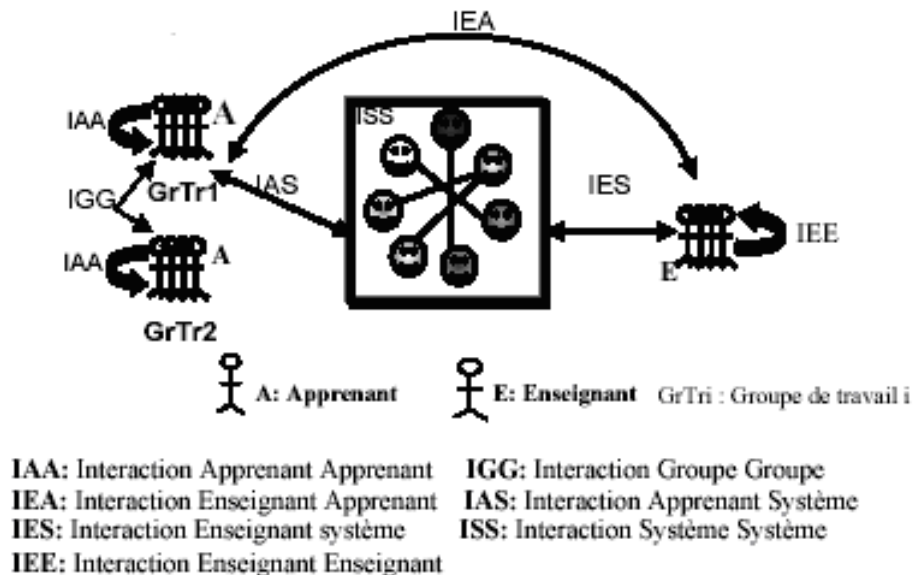 IEA
ISS
IAA A
GrTr1
IAS
IES
IGG
IAA A
GrTr2
E
IEE
A: Apprenant E: Enseignant GrTri : Groupe de travail i
IAA: Interaction Apprenant Apprenant IGG: Interaction Groupe Groupe
IEA: Interaction Enseignant Apprenant IAS: Interaction Apprenant Système
IES: Interaction Enseignant système ISS: Interaction Système Système
IEE: Interaction Enseignant Enseignant